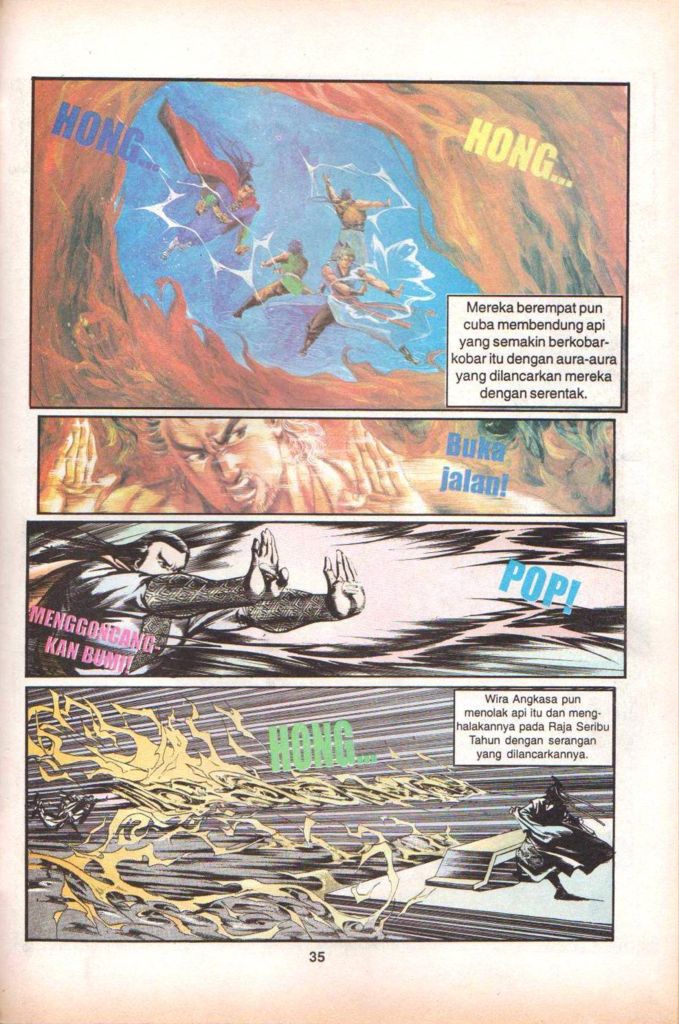 HONG...
HONG...
Mereka berempat pun
cuba membendung api
yang semakin berkobar-
kobar itu dengan aura-aura
yang dilancarkan mereka
dengan serentak.
Buka
jalan!
POP!
MENGGONCANG-
KAN BUMI!
Wira Angkasa pun
menolak api itu dan meng-
halakannya pada Raja Seribu
Tahun dengan serangan
yang dilancarkannya.
HONG...
35